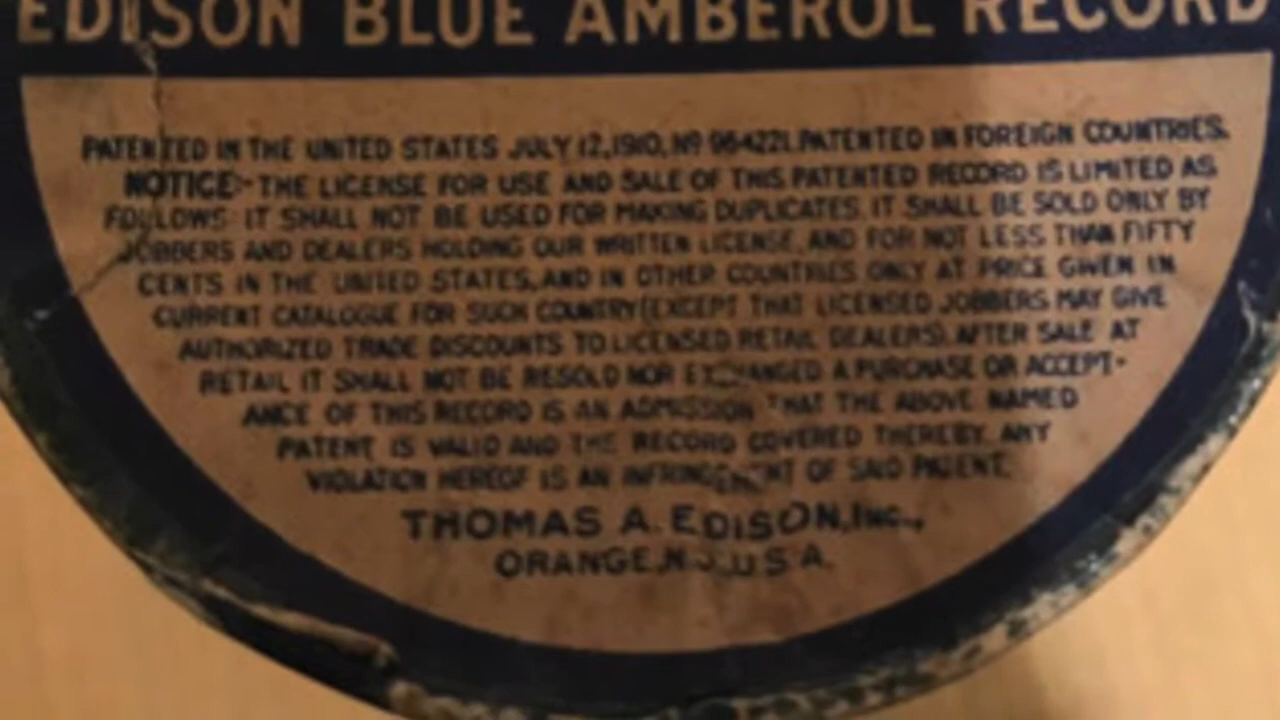 EDISON BLUE AMBEROL RECORD
PATENTED IN THE UNITED STATES JULY 12, 1910, Nº 964221. PATENTED IN FOREIGN COUNTRIES.
NOTICE:- THE LICENSE FOR USE AND SALE OF THIS PATENTED RECORD IS LIMITED AS
FOLLOWS: IT SHALL NOT BE USED FOR MAKING DUPLICATES. IT SHALL BE SOLD ONLY BY
JOBBERS AND DEALERS HOLDING OUR WRITTEN LICENSE, AND FOR NOT LESS THAN FIFTY
CENTS IN THE UNITED STATES, AND IN OTHER COUNTRIES ONLY AT PRICE GIVEN IN
CURRENT CATALOGUE FOR SUCH COUNTRY (EXCEPT THAT LICENSED JOBBERS MAY GIVE
AUTHORIZED TRADE DISCOUNTS TO LICENSED RETAIL DEALERS). AFTER SALE AT
RETAIL IT SHALL NOT BE RESOLD NOR EXCHANGED. A PURCHASE OR ACCEPT-
ANCE OF THIS RECORD IS AN ADMISSION THAT THE ABOVE NAMED
PATENT IS VALID AND THE RECORD COVERED THEREBY. ANY
VIOLATION HEREOF IS AN INFRINGEMENT OF SAID PATENT.
THOMAS A. EDISON, INC.,
ORANGE, N.J., U.S.A.